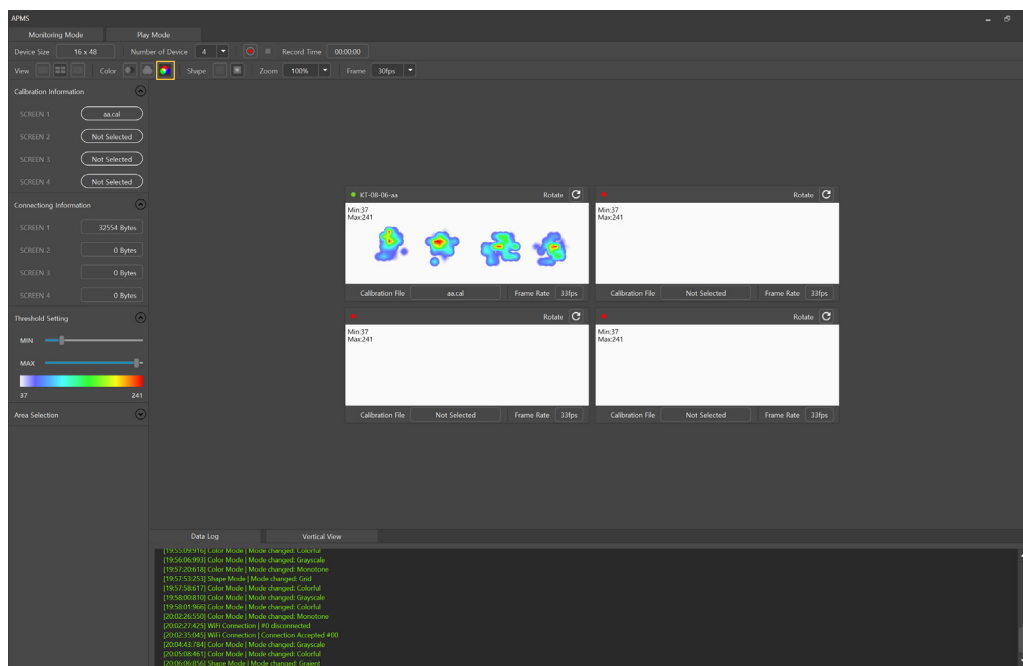 APMS
Monitoring Mode Play Mode
Device Size 16 x 48 Number of Device 4 Record Time 00:00:00
View Color Shape Zoom 100% Frame 30fps
Calibration Information
SCREEN 1 aa.cal
SCREEN 2 Not Selected
SCREEN 3 Not Selected
SCREEN 4 Not Selected
Connectiong Information
SCREEN 1 32554 Bytes
SCREEN 2 0 Bytes
SCREEN 3 0 Bytes
SCREEN 4 0 Bytes
Threshold Setting
MIN
MAX
37 241
Area Selection
KT-08-06-aa Rotate
Min:37
Max:241
Calibration File aa.cal Frame Rate 33fps
Rotate
Min:37
Max:241
Calibration File Not Selected Frame Rate 33fps
Rotate
Min:37
Max:241
Calibration File Not Selected Frame Rate 33fps
Rotate
Min:37
Max:241
Calibration File Not Selected Frame Rate 33fps
Data Log Vertical View
[19:55:09:916] Color Mode | Mode changed: Colorful
[19:56:06:993] Color Mode | Mode changed: Grayscale
[19:57:20:618] Color Mode | Mode changed: Monotone
[19:57:53:253] Shape Mode | Mode changed: Grid
[19:57:58:617] Color Mode | Mode changed: Colorful
[19:58:00:810] Color Mode | Mode changed: Grayscale
[19:58:01:966] Color Mode | Mode changed: Colorful
[20:02:26:550] Color Mode | Mode changed: Monotone
[20:02:27:425] WiFi Connection | #0 disconnected
[20:02:35:045] WiFi Connection | Connection Accepted #00
[20:04:43:784] Color Mode | Mode changed: Grayscale
[20:05:08:461] Color Mode | Mode changed: Colorful
[20:06:06:856] Shape Mode | Mode changed: Graient